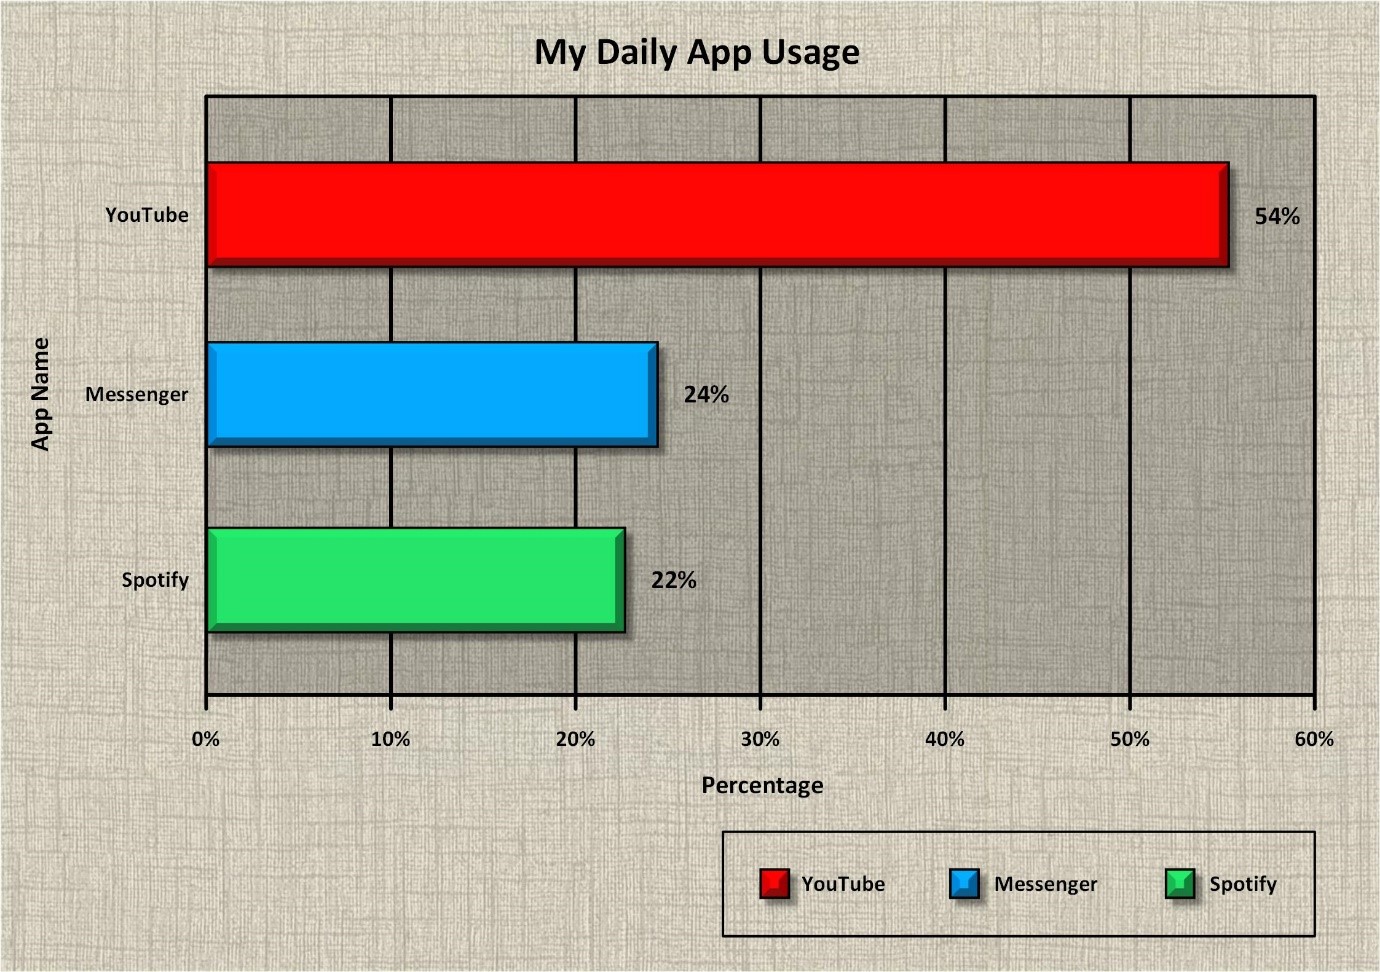 My Daily App Usage
App Name
YouTube
54%
Messenger
24%
Spotify
22%
0% 10% 20% 30% 40% 50% 60%
Percentage
YouTube Messenger Spotify